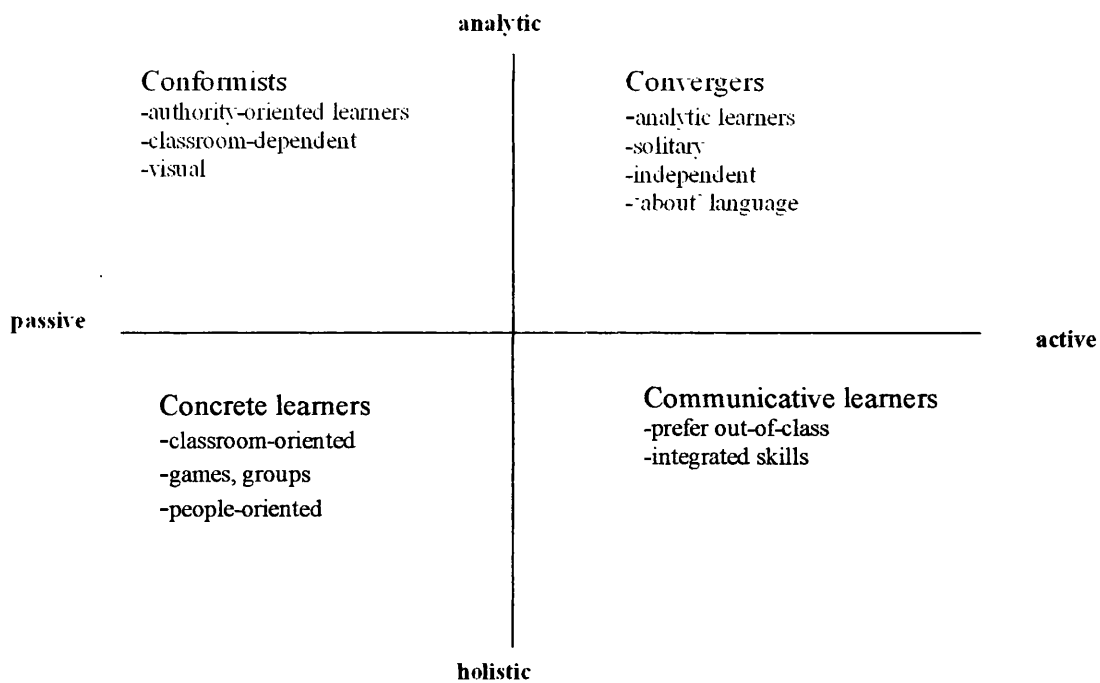 analytic
Conformists
-authority-oriented learners
-classroom-dependent
-visual
Convergers
-analytic learners
-solitary
-independent
-'about' language
passive
active
Concrete learners
-classroom-oriented
-games, groups
-people-oriented
Communicative learners
-prefer out-of-class
-integrated skills
holistic